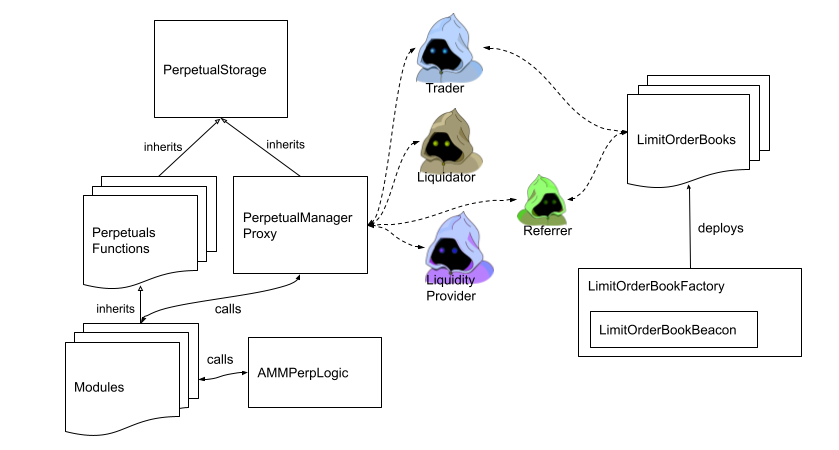 PerpetualStorage
Trader
inherits
inherits
LimitOrderBooks
Liquidator
Perpetuals
Functions
PerpetualManager
Proxy
Referrer
deploys
Liquidity
Provider
LimitOrderBookFactory
inherits
calls
LimitOrderBookBeacon
calls
Modules
AMMPerpLogic